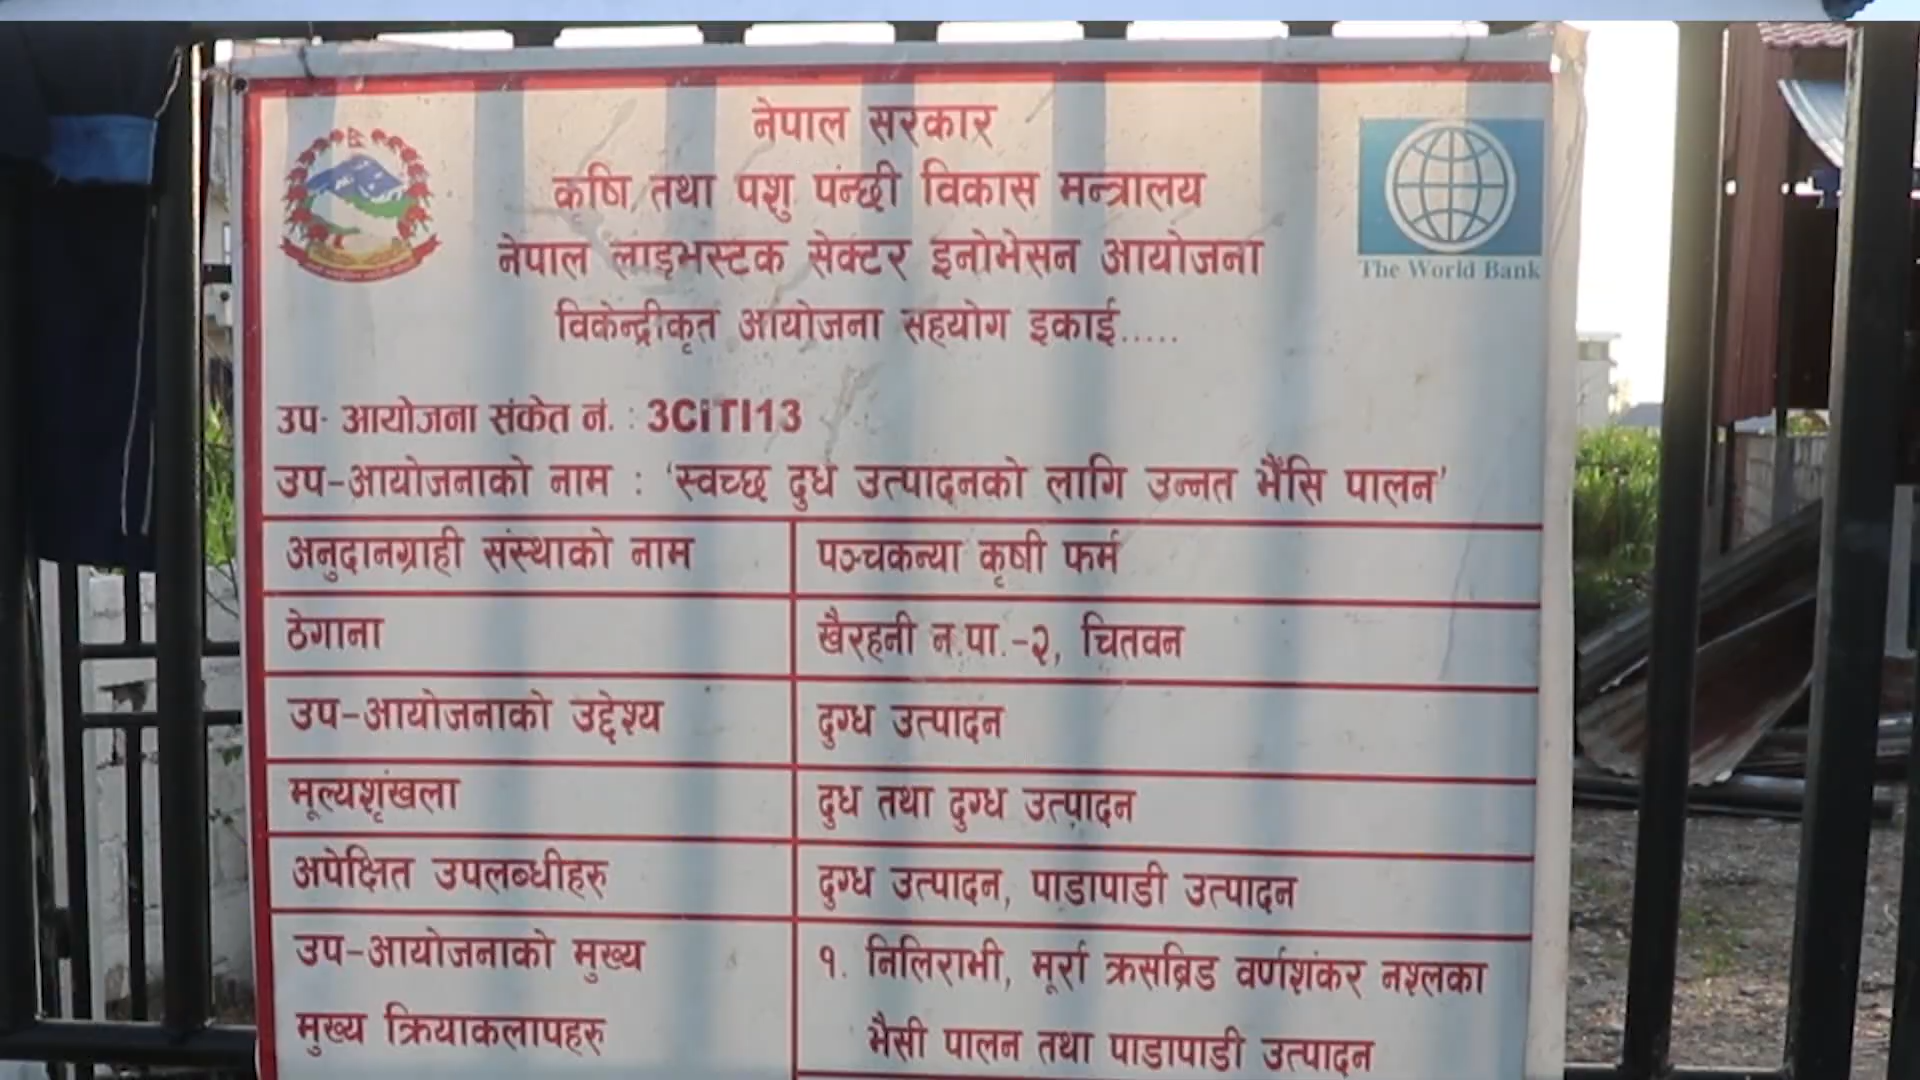 नेपाल सरकार
कृषि तथा पशु पंन्छी विकास मन्त्रालय
नेपाल लाइभस्टक सेक्टर इनोभेसन आयोजना
विकेन्द्रीकृत आयोजना सहयोग इकाई.....
The World Bank
उप- आयोजना संकेत नं. : 3CITI13
उप-आयोजनाको नाम : 'स्वच्छ दुध उत्पादनको लागि उन्नत भैँसि पालन'
अनुदानग्राही संस्थाको नाम पञ्चकन्या कृषी फर्म
ठेगाना खैरहनी न.पा.-२, चितवन
उप-आयोजनाको उद्देश्य दुग्ध उत्पादन
मूल्यशृंखला दुध तथा दुग्ध उत्पादन
अपेक्षित उपलब्धीहरु दुग्ध उत्पादन, पाडापाडी उत्पादन
उप-आयोजनाको मुख्य १. निलिराभी, मूर्रा क्रसब्रिड वर्णशंकर नश्लका
मुख्य क्रियाकलापहरु भैसी पालन तथा पाडापाडी उत्पादन